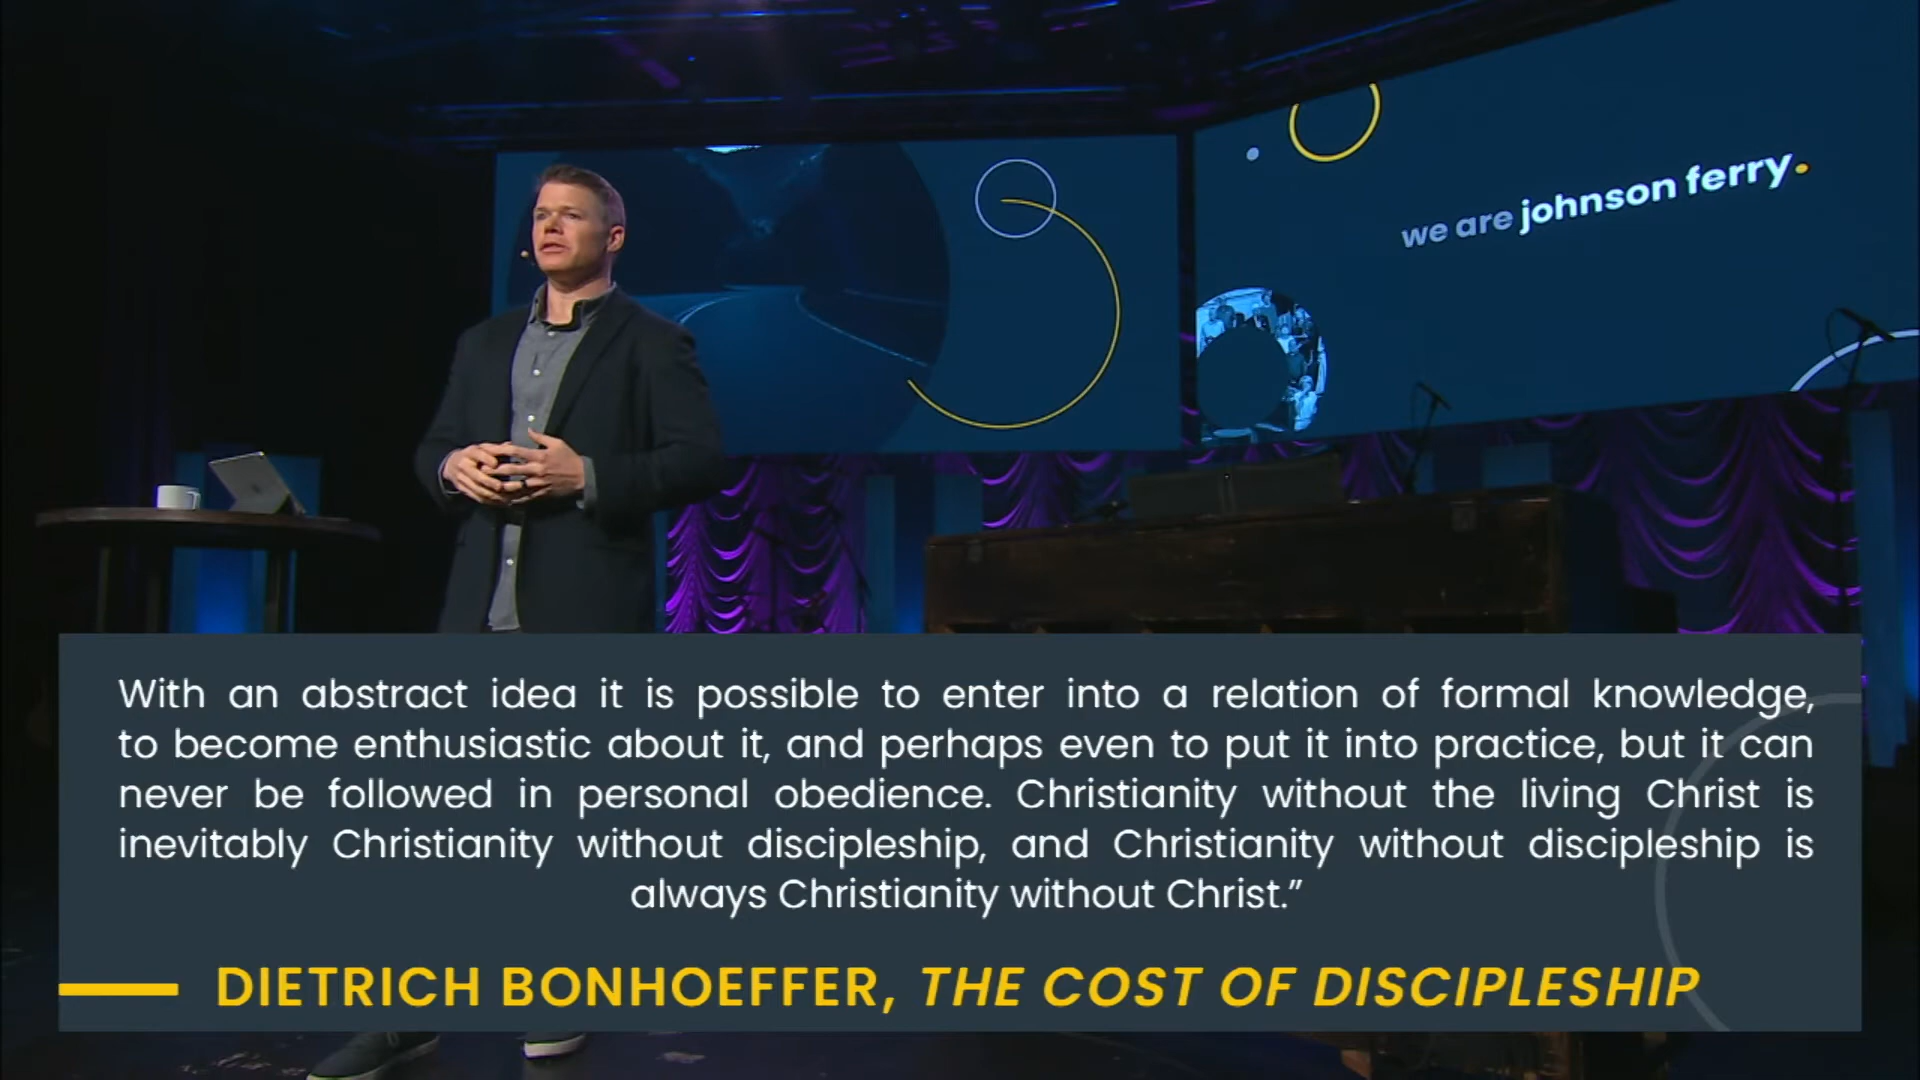 we are johnson ferry.
With an abstract idea it is possible to enter into a relation of formal knowledge,
to become enthusiastic about it, and perhaps even to put it into practice, but it can
never be followed in personal obedience. Christianity without the living Christ is
inevitably Christianity without discipleship, and Christianity without discipleship is
always Christianity without Christ.”
DIETRICH BONHOEFFER, THE COST OF DISCIPLESHIP